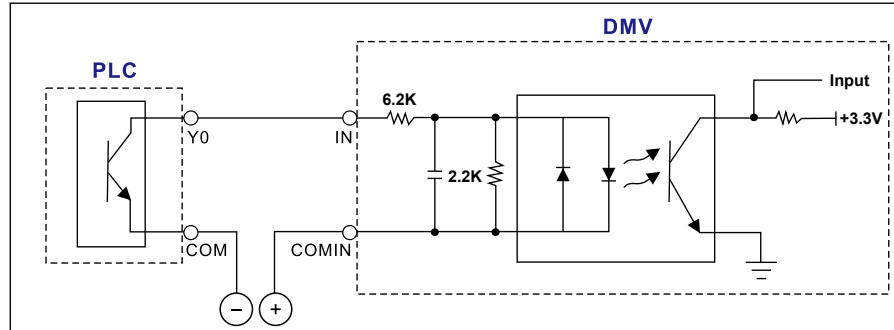 DMV
PLC
Input
6.2K
+3.3V
Y0
IN
2.2K
COM
COMIN
− +